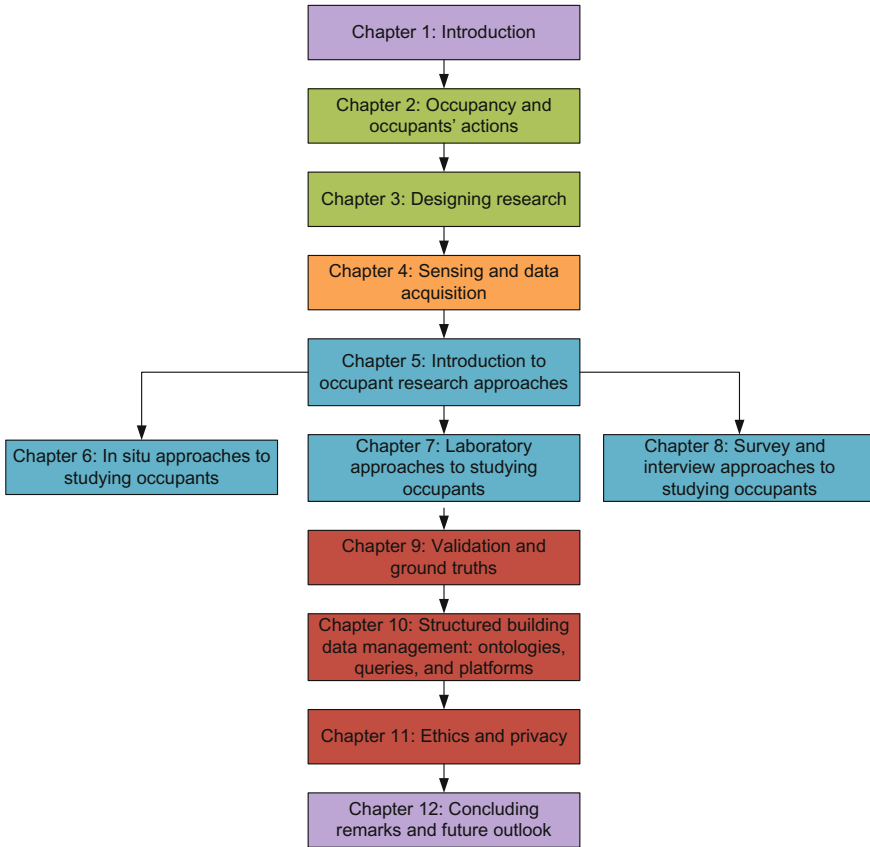 Chapter 1: Introduction
Chapter 2: Occupancy and
occupants' actions
Chapter 3: Designing research
Chapter 4: Sensing and data
acquisition
Chapter 5: Introduction to
occupant research approaches
Chapter 6: In situ approaches to
studying occupants
Chapter 7: Laboratory
approaches to studying
occupants
Chapter 8: Survey and
interview approaches to
studying occupants
Chapter 9: Validation and
ground truths
Chapter 10: Structured building
data management: ontologies,
queries, and platforms
Chapter 11: Ethics and privacy
Chapter 12: Concluding
remarks and future outlook